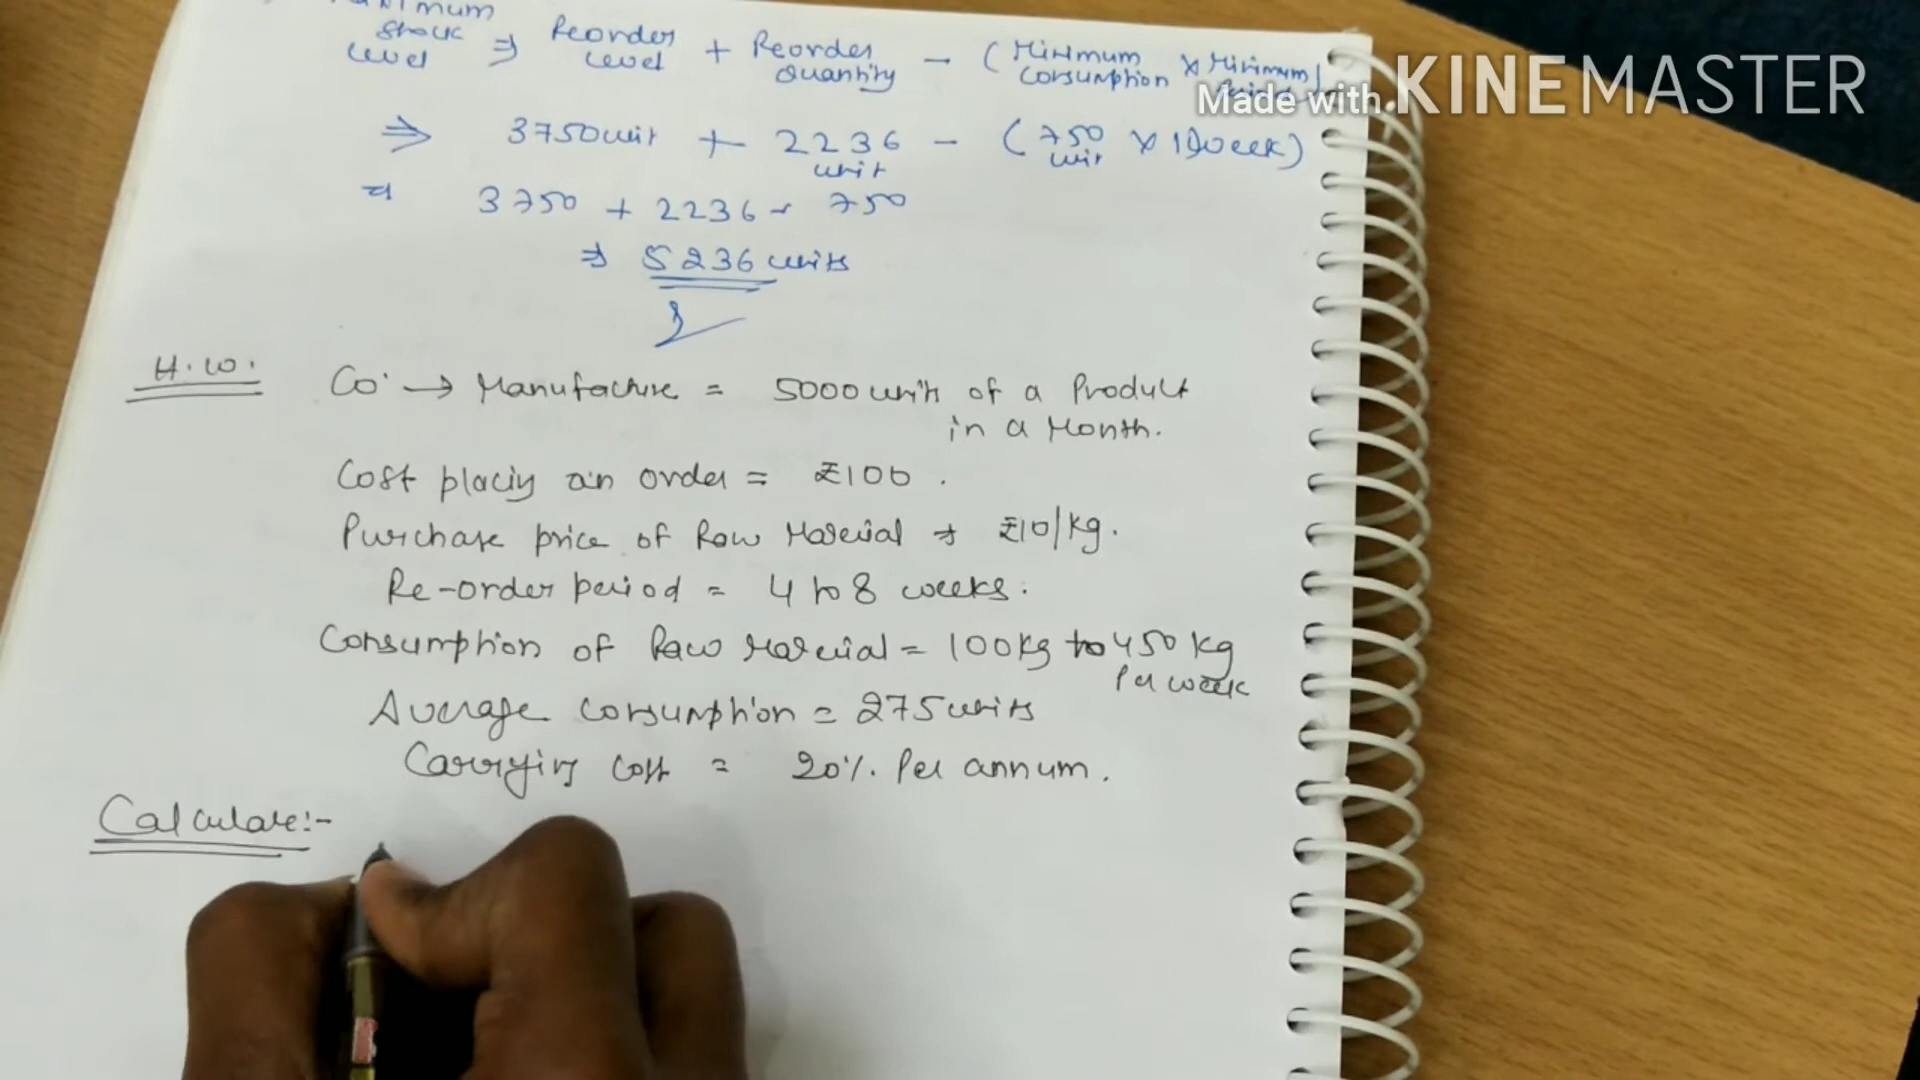 stock
level ⇒ Reorder level + Reorder Quantity - (Minimum consumption x Minimum
Made with KINEMASTER
⇒ 3750 unit + 2236 unit - (750 unit x 1 week)
⇒ 3750 + 2236 - 750
⇒ 5236 units
H.W. Co. → Manufacture = 5000 units of a Product
in a Month.
Cost placing an order = ₹100.
Purchase price of Raw Material ⇒ ₹10/kg.
Re-order period = 4 to 8 weeks.
Consumption of Raw Material = 100kg to 450 kg
Per week
Average consumption = 275 units
Carrying cost = 20% Per annum.
Calculate:-